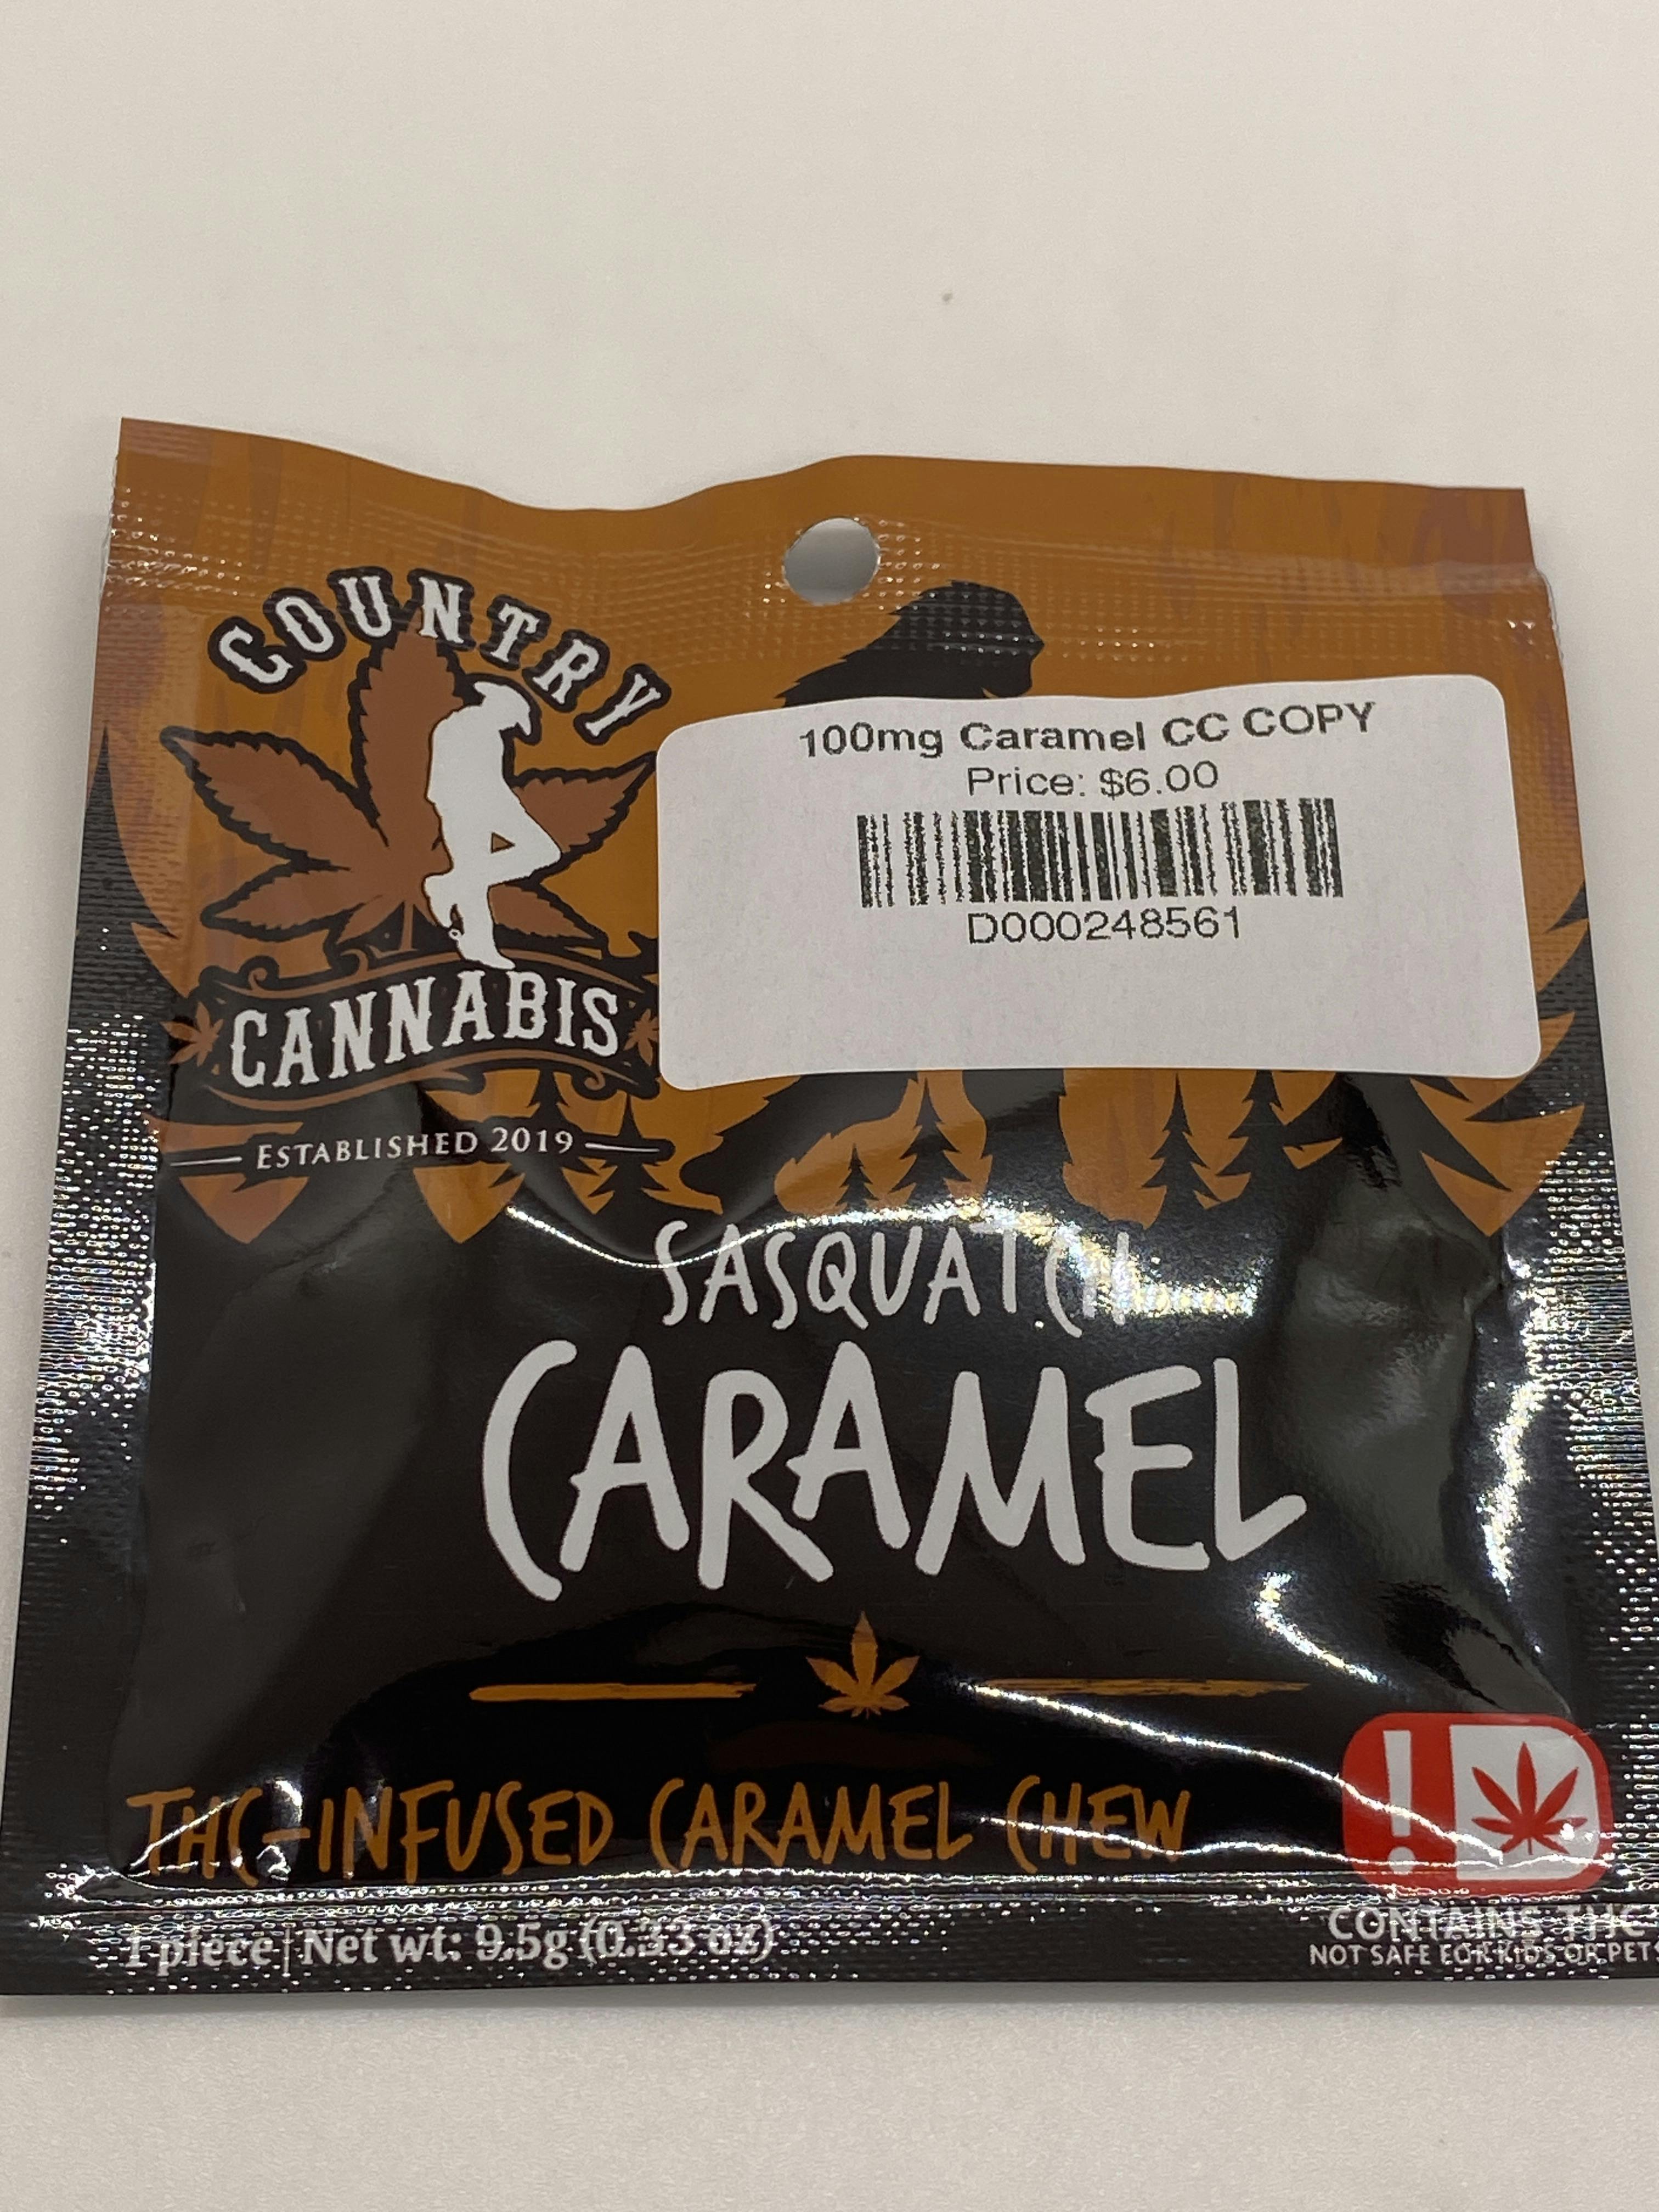 COUNTRY
CANNABIS
ESTABLISHED 2019
100mg Caramel CC COPY
Price: $6.00
D000248561
SASQUATCH
CARAMEL
THC-INFUSED CARAMEL CHEW
1 piece | Net wt: 9.5g (0.33 oz)
!
CONTAINS THC
NOT SAFE FOR KIDS OR PETS